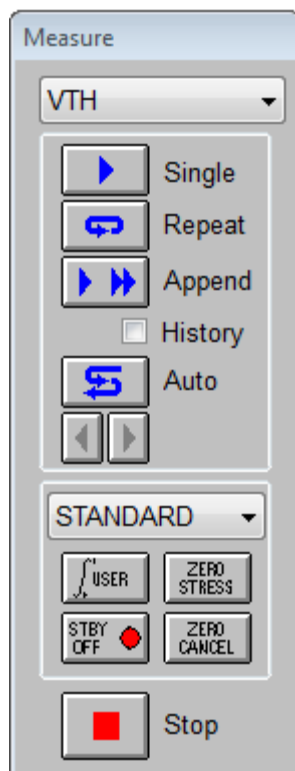 Measure
VTH
Single
Repeat
Append
History
Auto
STANDARD
USER
ZERO
STRESS
STBY
OFF
ZERO
CANCEL
Stop